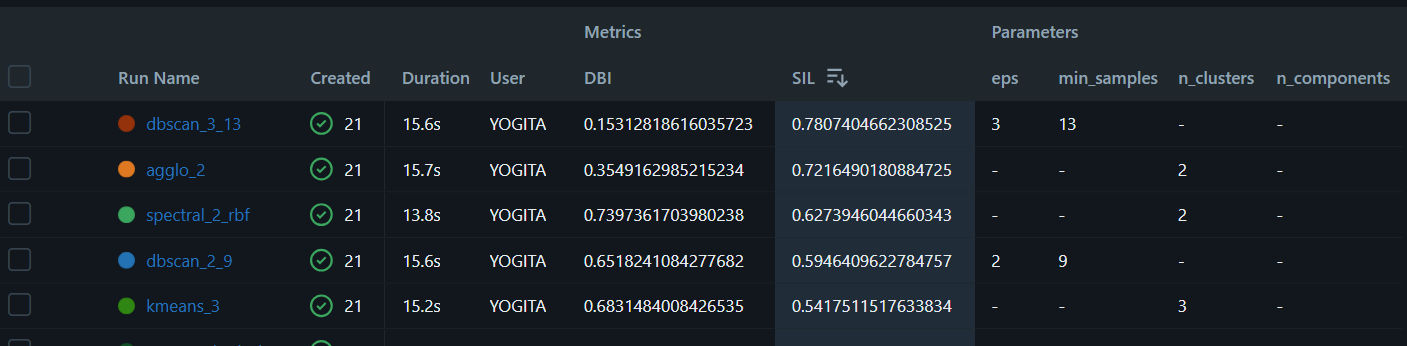 Metrics Parameters
Run Name Created Duration User DBI SIL eps min_samples n_clusters n_components
dbscan_3_13 21 15.6s YOGITA 0.15312818616035723 0.7807404662308525 3 13 - -
agglo_2 21 15.7s YOGITA 0.3549162985215234 0.7216490180884725 - - 2 -
spectral_2_rbf 21 13.8s YOGITA 0.7397361703980238 0.6273946044660343 - - 2 -
dbscan_2_9 21 15.6s YOGITA 0.6518241084277682 0.5946409622784757 2 9 - -
kmeans_3 21 15.2s YOGITA 0.6831484008426535 0.5417511517633834 - - 3 -